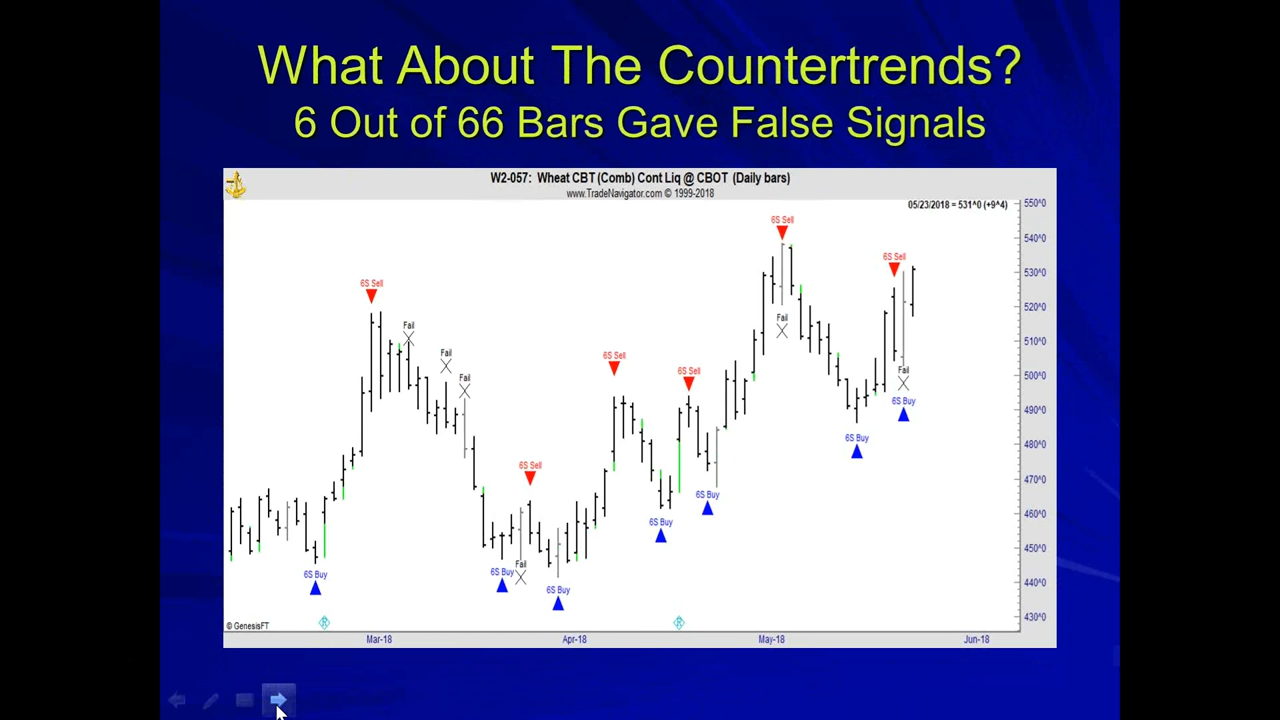 What About The Countertrends?
6 Out of 66 Bars Gave False Signals
W2-057: Wheat CBT (Comb) Cont Liq @ CBOT (Daily bars)
www.TradeNavigator.com © 1999-2018
05/23/2018 = 531^0 (+9^4)
550^0
6S Sell
540^0
6S Sell
530^0
6S Sell
520^0
Fail
Fail
510^0
Fail
6S Sell
500^0
Fail
6S Sell
Fail
490^0
6S Buy
480^0
6S Buy
6S Sell
470^0
6S Buy
460^0
6S Buy
450^0
6S Buy
6S Buy
Fail
440^0
6S Buy
430^0
R
R
© GenesisFT
Mar-18
Apr-18
May-18
Jun-18